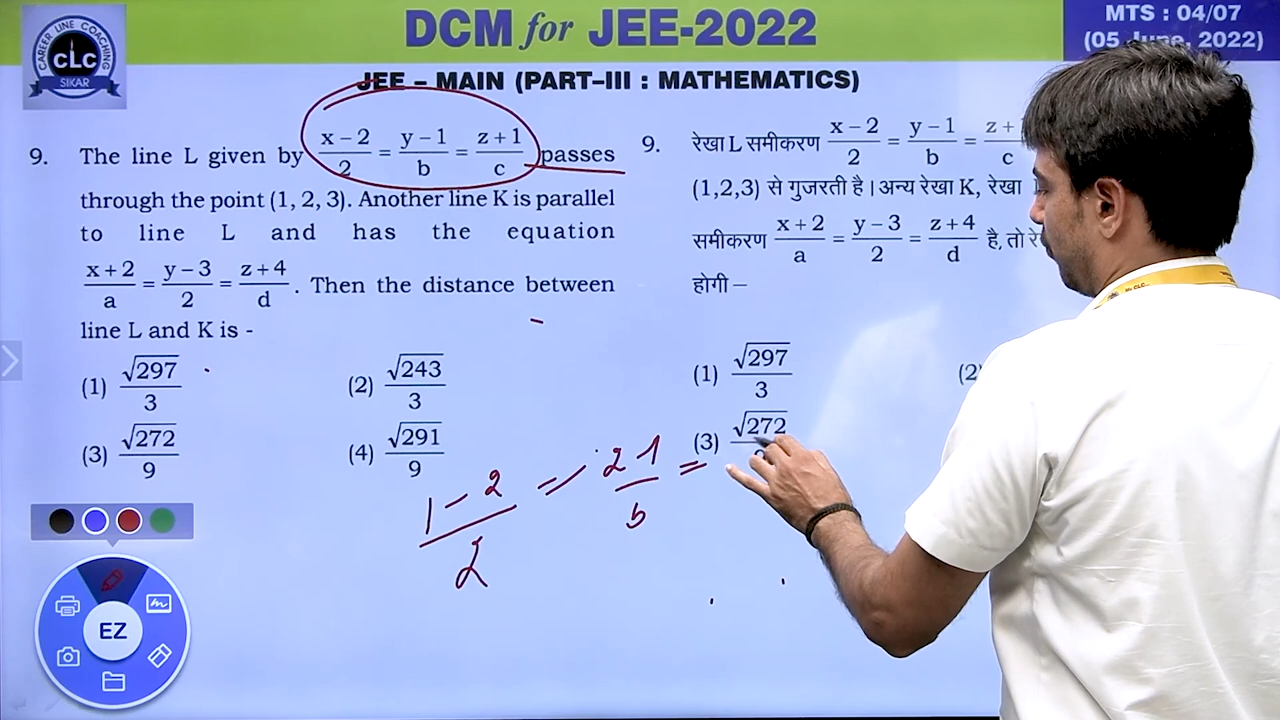 DCM for JEE-2022
MTS : 04/07
(05 June, 2022)
CAREER LINE COACHING
CLC
SIKAR
JEE – MAIN (PART–III : MATHEMATICS)
9. The line L given by (x – 2)/2 = (y – 1)/b = (z + 1)/c passes
through the point (1, 2, 3). Another line K is parallel
to line L and has the equation
(x + 2)/a = (y – 3)/2 = (z + 4)/d . Then the distance between
line L and K is -
(1) √297/3 (2) √243/3
(3) √272/9 (4) √291/9
9. रेखा L समीकरण (x – 2)/2 = (y – 1)/b = (z +)/c
(1,2,3) से गुजरती है। अन्य रेखा K, रेखा
समीकरण (x + 2)/a = (y – 3)/2 = (z + 4)/d है, तो
होगी –
(1) √297/3 (2)
(3) √272
(1 – 2)/2 = (2 1)/b =
EZ